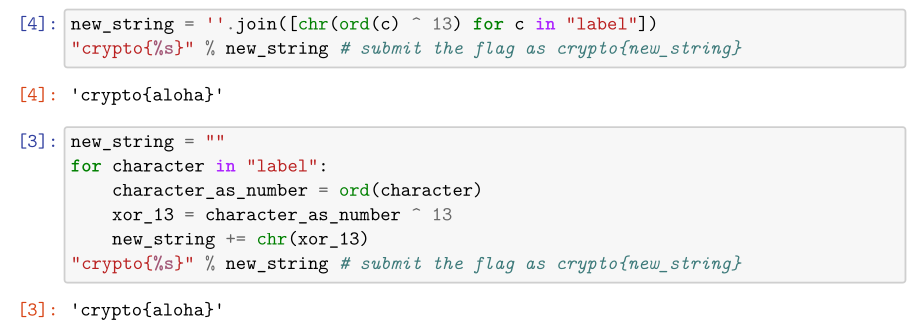 [4]: new_string = ''.join([chr(ord(c) ^ 13) for c in "label"])
"crypto{%s}" % new_string # submit the flag as crypto{new_string}
[4]: 'crypto{aloha}'
[3]: new_string = ""
for character in "label":
    character_as_number = ord(character)
    xor_13 = character_as_number ^ 13
    new_string += chr(xor_13)
"crypto{%s}" % new_string # submit the flag as crypto{new_string}
[3]: 'crypto{aloha}'